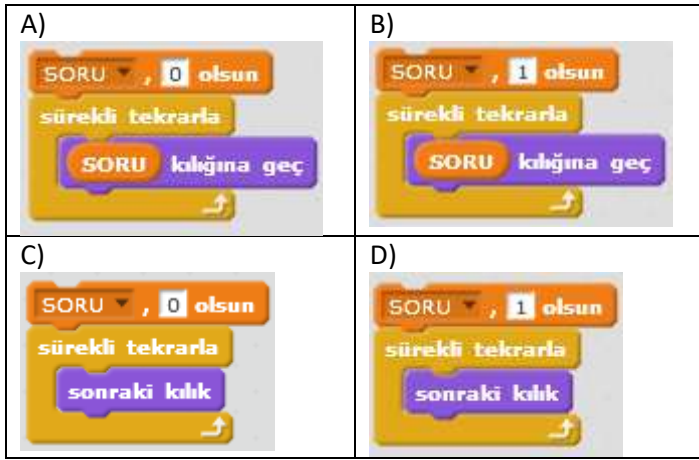 A)
SORU , 0 olsun
sürekli tekrarla
SORU kılığına geç
B)
SORU , 1 olsun
sürekli tekrarla
SORU kılığına geç
C)
SORU , 0 olsun
sürekli tekrarla
sonraki kılık
D)
SORU , 1 olsun
sürekli tekrarla
sonraki kılık